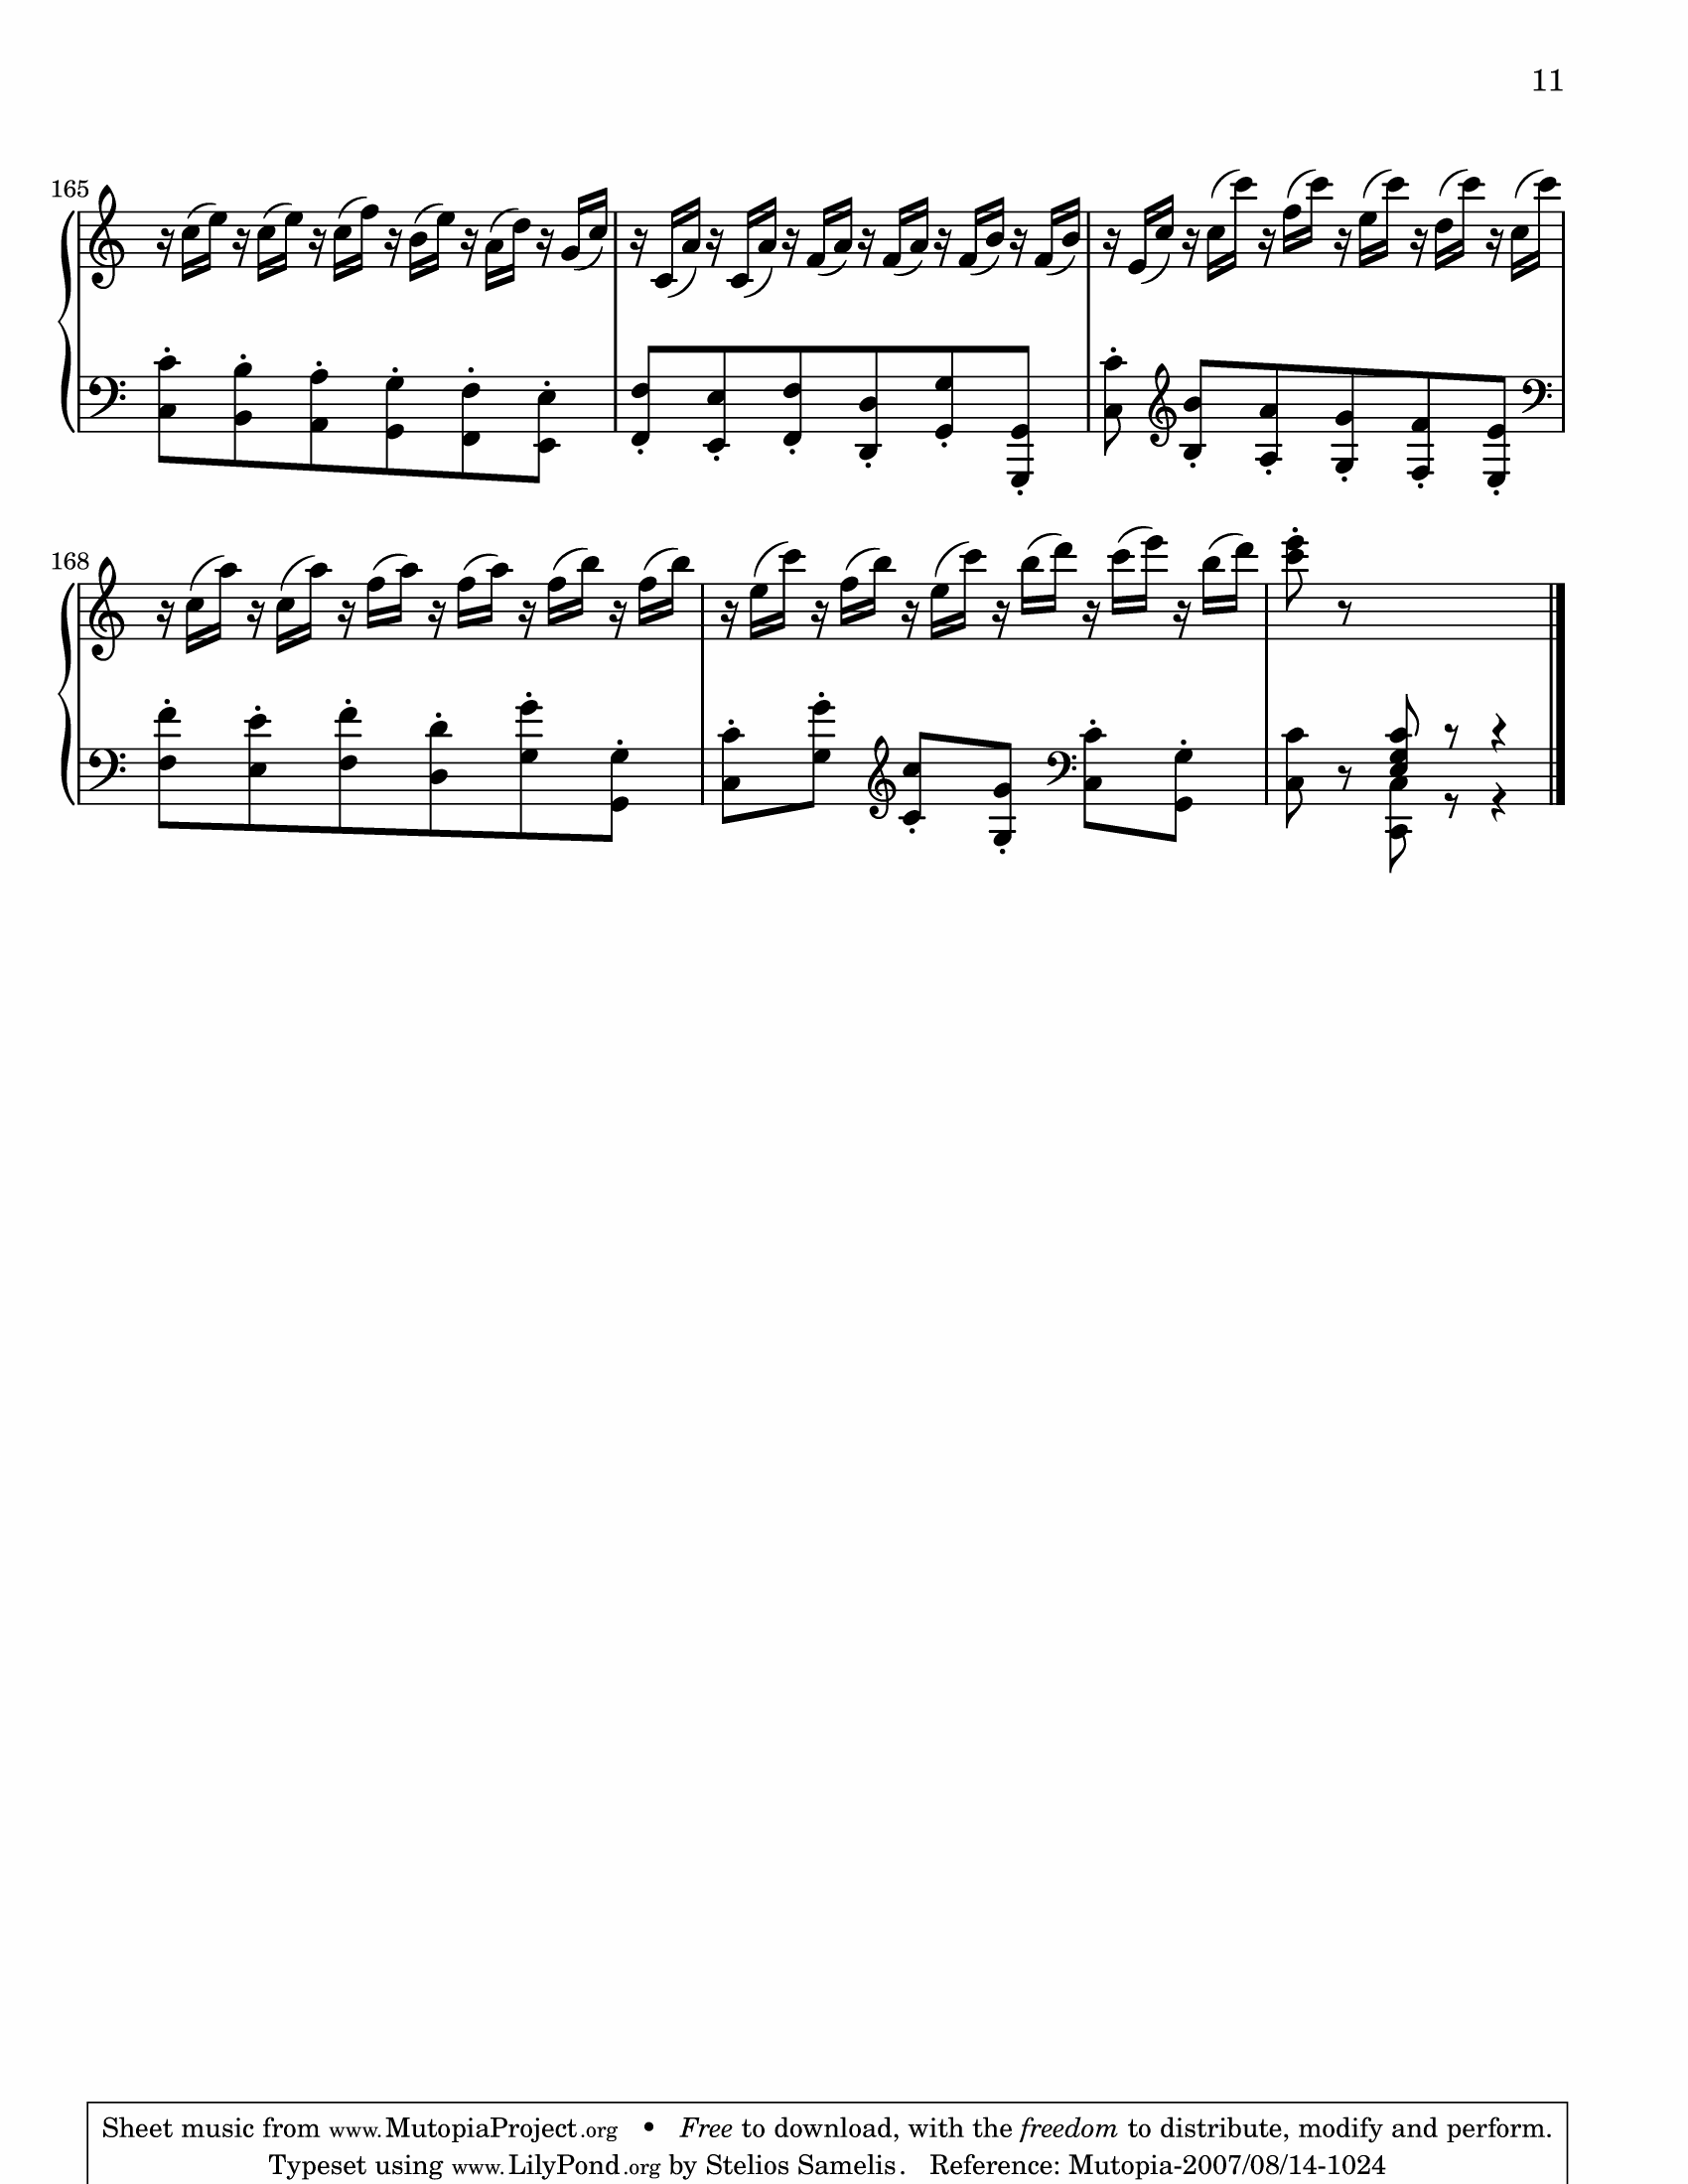 11
165
168
Sheet music from www.MutopiaProject.org • Free to download, with the freedom to distribute, modify and perform.
Typeset using www.LilyPond.org by Stelios Samelis. Reference: Mutopia-2007/08/14-1024